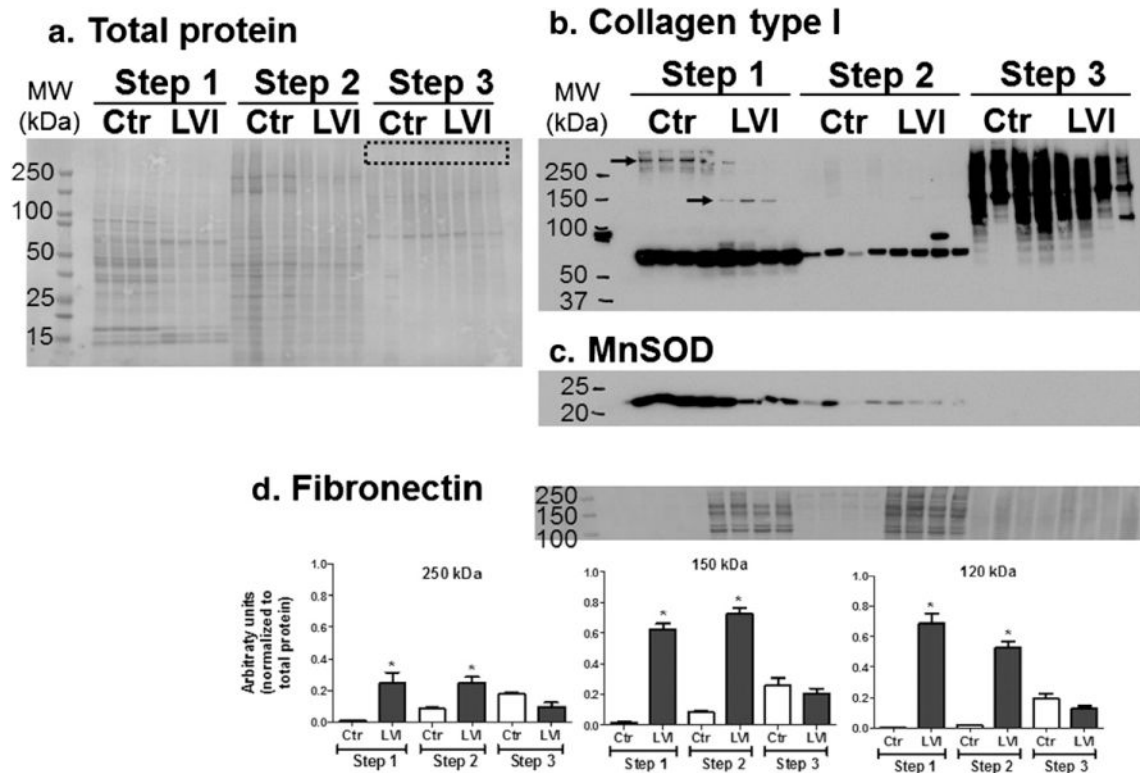 a. Total protein
Step 1 Step 2 Step 3
MW
(kDa)
Ctr LVI Ctr LVI Ctr LVI
250
100
50
25
15
b. Collagen type I
Step 1 Step 2 Step 3
MW
(kDa)
Ctr LVI Ctr LVI Ctr LVI
250
150
100
50
37
c. MnSOD
25
20
d. Fibronectin
250
150
100
Arbitraty units
(normalized to
total protein)
250 kDa
1.0
0.8
0.6
0.4
0.2
0.0
* *
Ctr LVI Ctr LVI Ctr LVI
Step 1 Step 2 Step 3
150 kDa
1.0
0.8
0.6
0.4
0.2
0.0
* *
Ctr LVI Ctr LVI Ctr LVI
Step 1 Step 2 Step 3
120 kDa
1.0
0.8
0.6
0.4
0.2
0.0
* *
Ctr LVI Ctr LVI Ctr LVI
Step 1 Step 2 Step 3